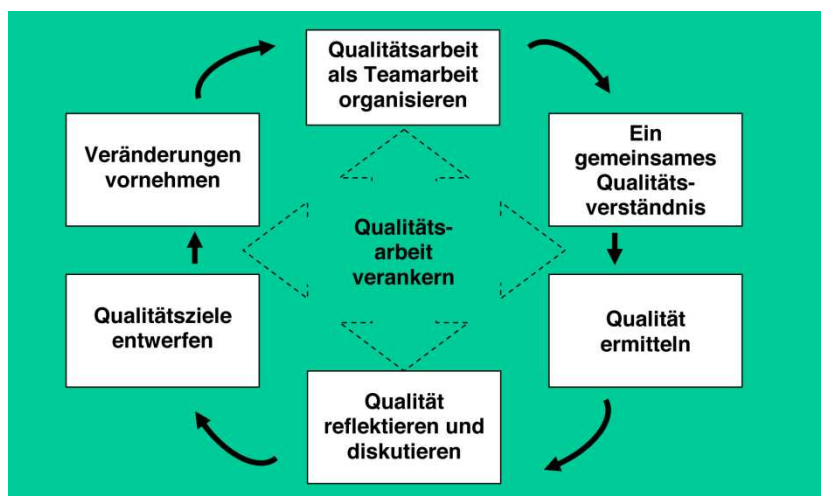 Qualitätsarbeit
als Teamarbeit
organisieren
Ein
gemeinsames
Qualitäts-
verständnis
Qualität
ermitteln
Qualität
reflektieren und
diskutieren
Qualitätsziele
entwerfen
Veränderungen
vornehmen
Qualitäts-
arbeit
verankern